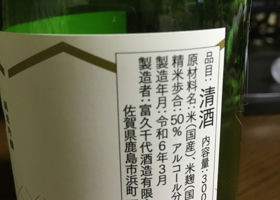 品目:清酒 内容量:300
原材料名:米(国産)、米麹(国産
精米歩合:50% アルコール分
製造年月:令和6年3月
製造者:富久千代酒造有限
佐賀県鹿島市浜町